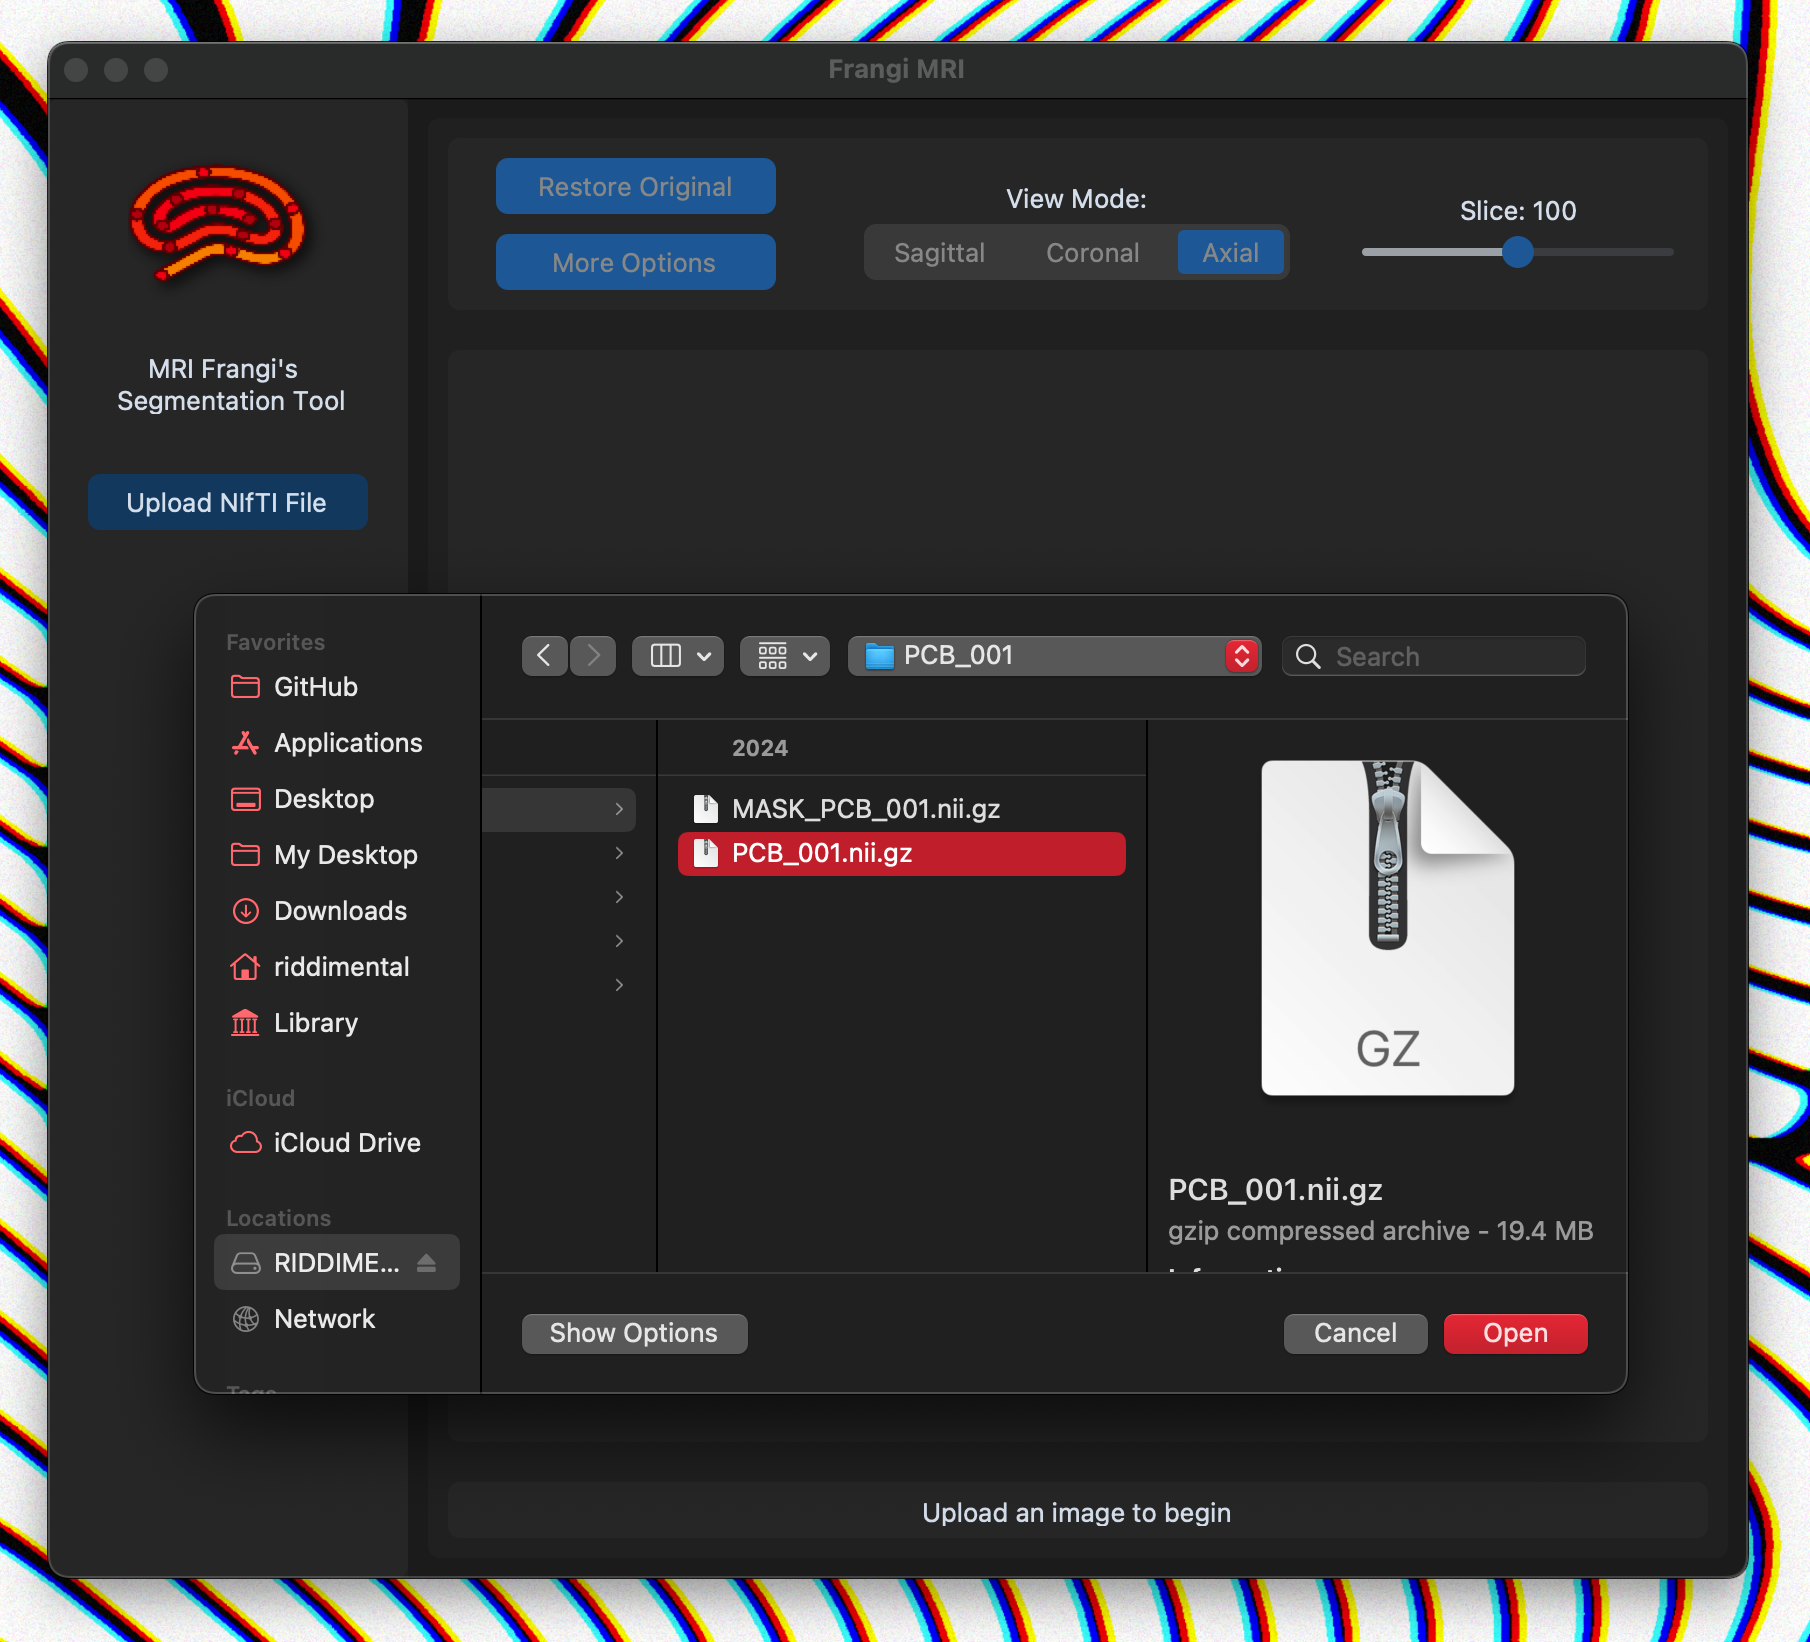 Frangi MRI
MRI Frangi's
Segmentation Tool
Upload NIfTI File
Restore Original
More Options
View Mode:
Sagittal Coronal Axial
Slice: 100
Favorites
GitHub
Applications
Desktop
My Desktop
Downloads
riddimental
Library
iCloud
iCloud Drive
Locations
RIDDIME...
Network
PCB_001
Search
2024
MASK_PCB_001.nii.gz
PCB_001.nii.gz
GZ
PCB_001.nii.gz
gzip compressed archive - 19.4 MB
Show Options
Cancel
Open
Upload an image to begin